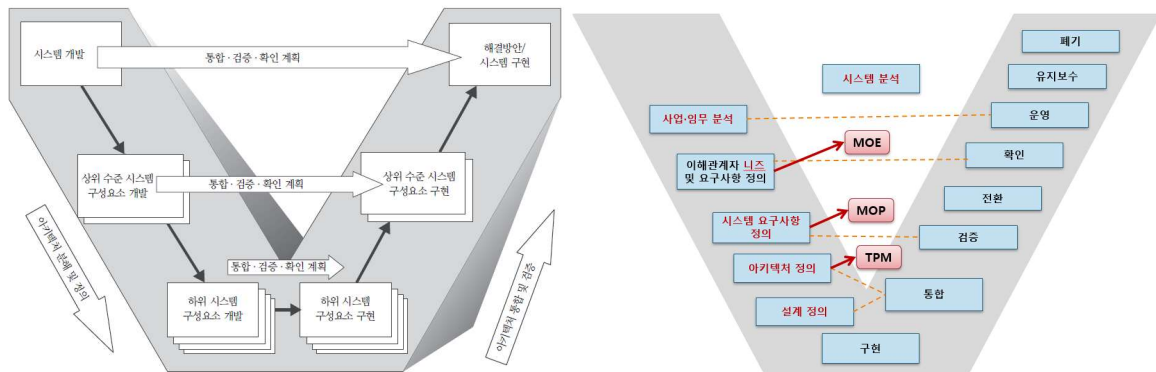 시스템 개발
통합·검증·확인 계획
해결방안/
시스템 구현
상위 수준 시스템
구성요소 개발
통합·검증·확인 계획
상위 수준 시스템
구성요소 구현
통합·검증·확인 계획
하위 시스템
구성요소 개발
하위 시스템
구성요소 구현
아키텍처 분해 및 정의
아키텍처 통합 및 검증
시스템 분석
폐기
유지보수
사업·임무 분석
운영
MOE
이해관계자 니즈
및 요구사항 정의
확인
전환
MOP
시스템 요구사항
정의
검증
TPM
아키텍처 정의
통합
설계 정의
구현